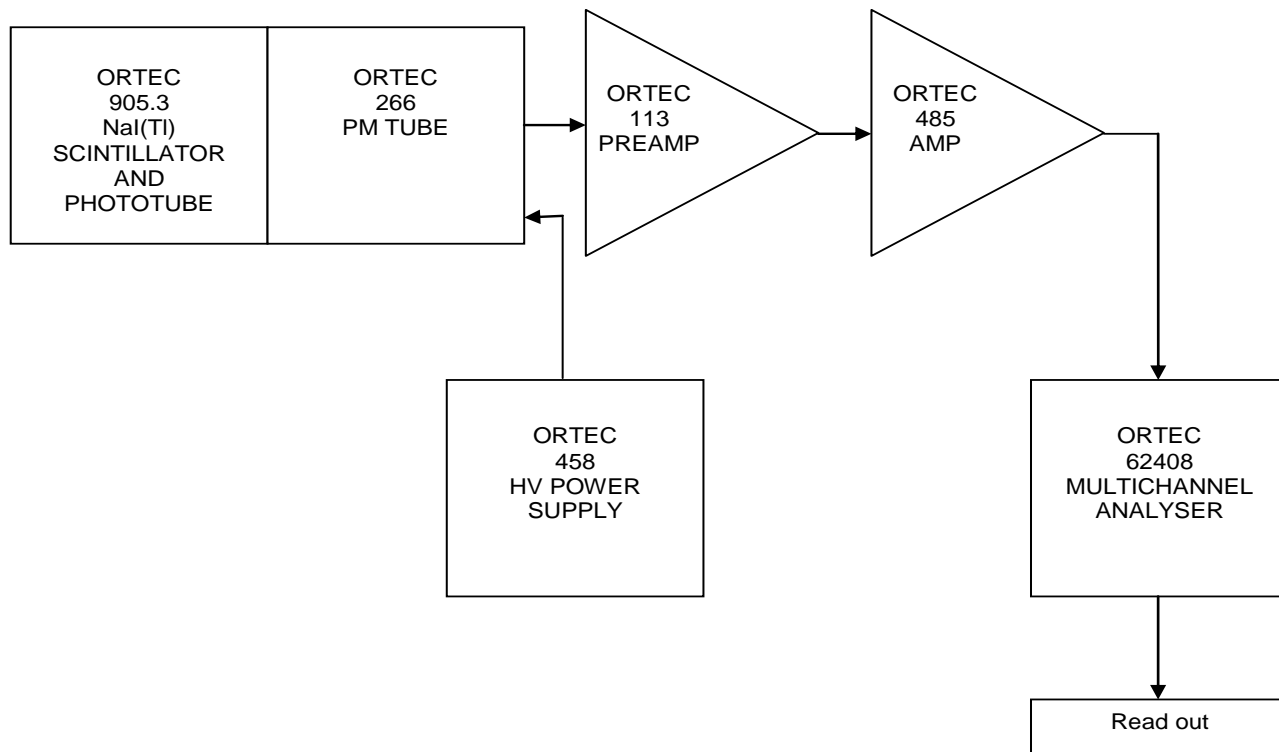 ORTEC
905.3
NaI(Tl)
SCINTILLATOR
AND
PHOTOTUBE
ORTEC
266
PM TUBE
ORTEC
113
PREAMP
ORTEC
485
AMP
ORTEC
458
HV POWER
SUPPLY
ORTEC
62408
MULTICHANNEL
ANALYSER
Read out